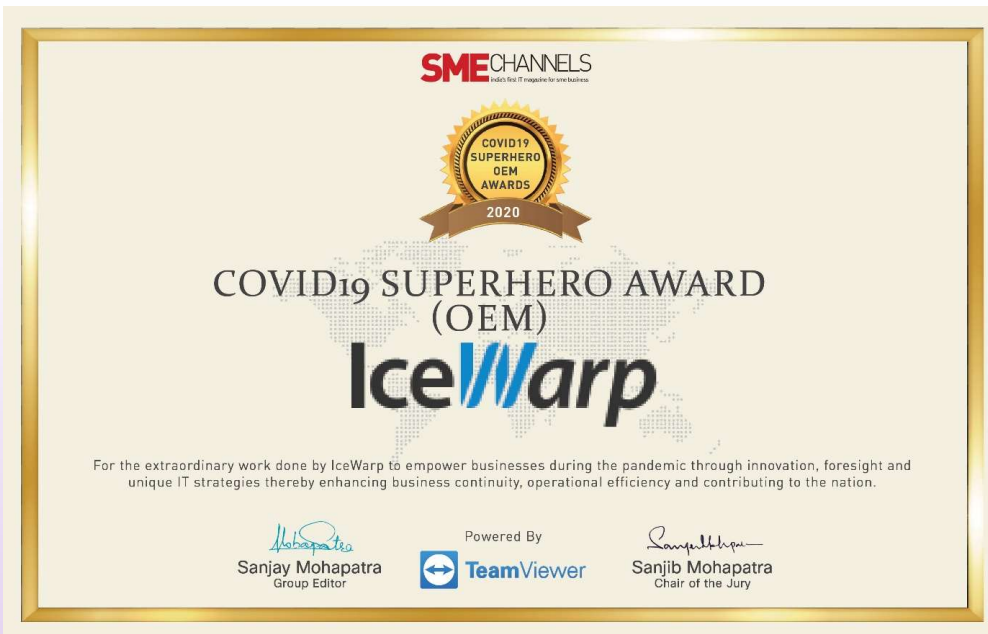 SMECHANNELS
india's first IT magazine for sme business
COVID19
SUPERHERO
OEM
AWARDS
2020
COVID19 SUPERHERO AWARD
(OEM)
IceWarp
For the extraordinary work done by IceWarp to empower businesses during the pandemic through innovation, foresight and
unique IT strategies thereby enhancing business continuity, operational efficiency and contributing to the nation.
Sanjay Mohapatra
Group Editor
Powered By
TeamViewer
Sanjib Mohapatra
Chair of the Jury